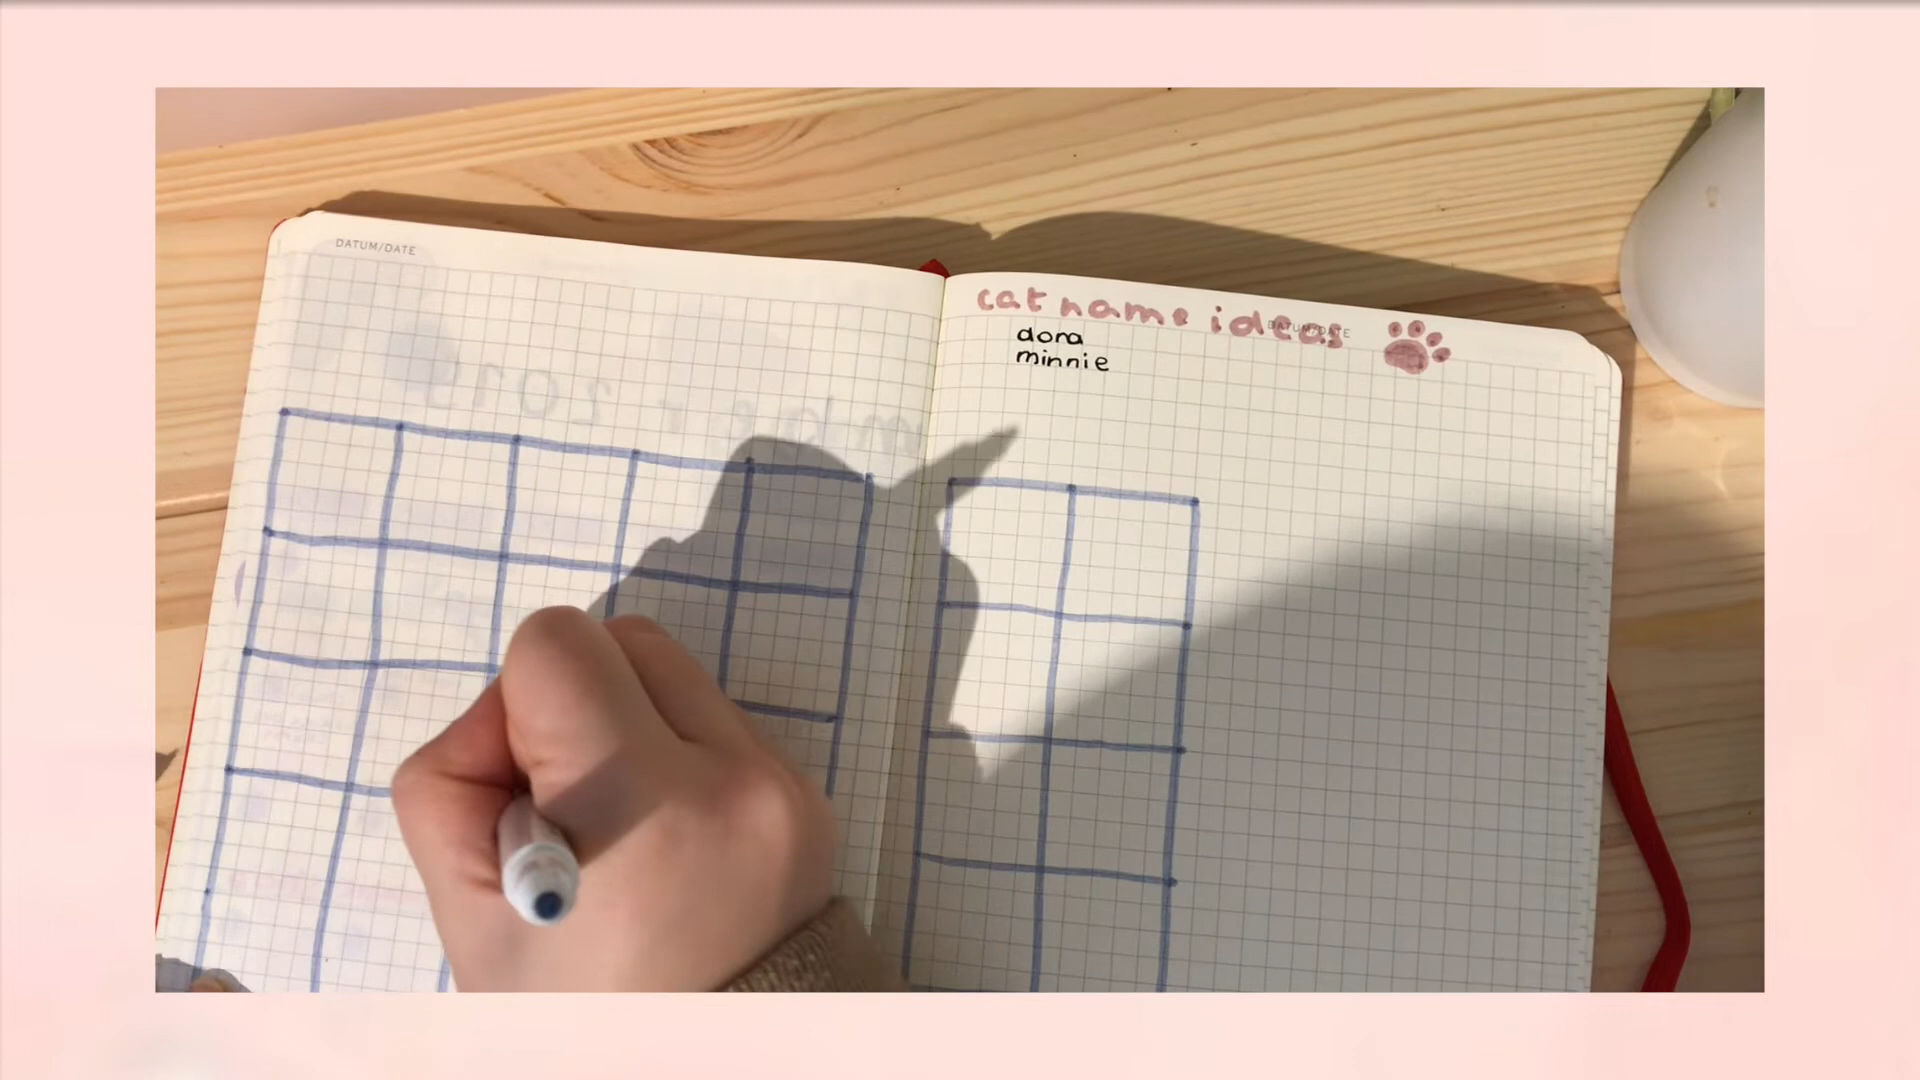 DATUM/DATE
cat name ideas
DATUM/DATE
dora
minnie